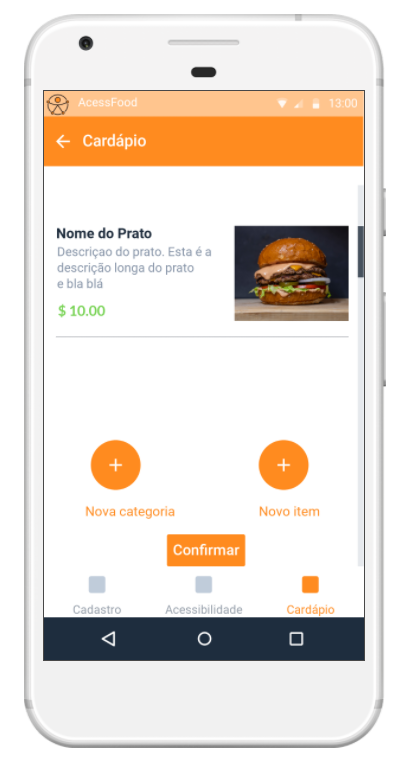 AcessFood
13:00
Cardápio
Nome do Prato
Descriçao do prato. Esta é a
descrição longa do prato
e bla blá
$ 10.00
Nova categoria
Novo item
Confirmar
Cadastro
Acessibilidade
Cardápio